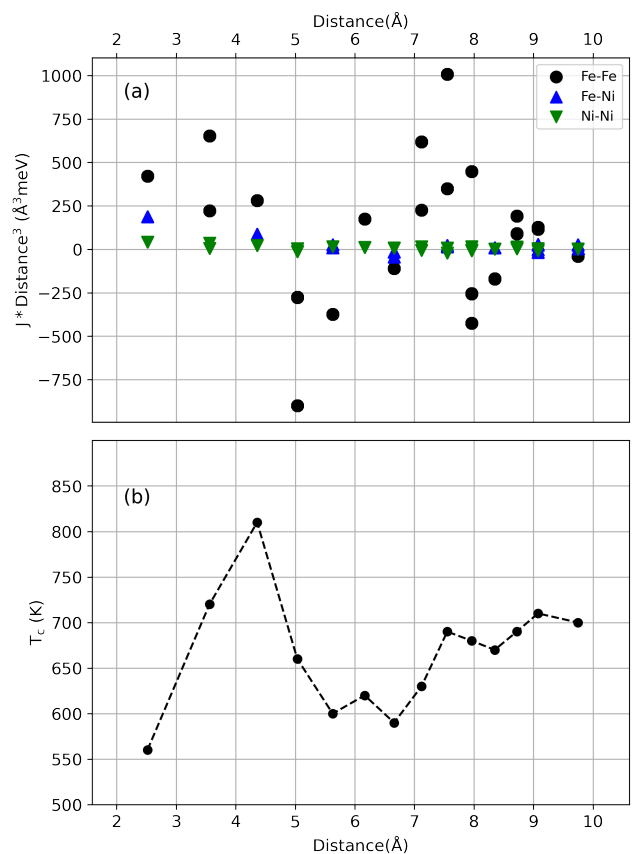 Distance(Å)
2 3 4 5 6 7 8 9 10
(a)
Fe-Fe
Fe-Ni
Ni-Ni
1000
750
500
250
0
−250
−500
−750
J * Distance³ (Å³meV)
(b)
850
800
750
700
650
600
550
500
T_c (K)
2 3 4 5 6 7 8 9 10
Distance(Å)